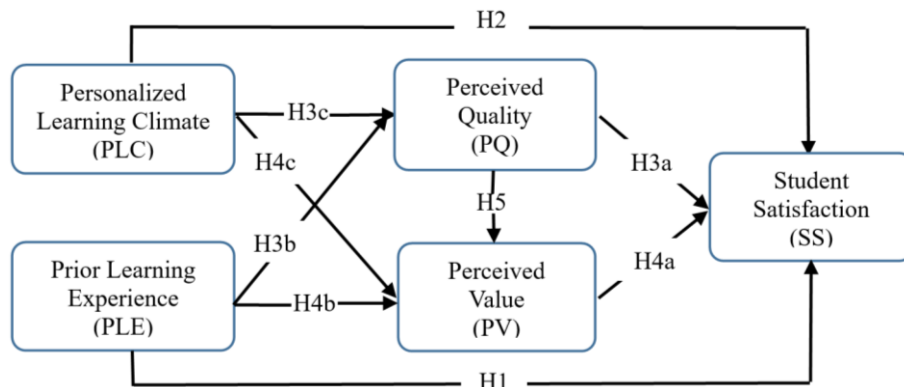 H2
Personalized
Learning Climate
(PLC)
H3c
Perceived
Quality
(PQ)
H4c
H3a
H5
Student
Satisfaction
(SS)
H3b
Prior Learning
Experience
(PLE)
H4b
Perceived
Value
(PV)
H4a
H1